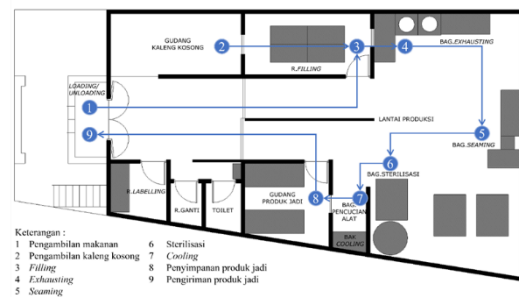 GUDANG
KALENG KOSONG
2
R.FILLING
3
4
BAG.EXHAUSTING
LOADING/
UNLOADING
1
9
LANTAI PRODUKSI
5
BAG.SEAMING
6
BAG.STERILISASI
R.LABELLING
R.GANTI
TOILET
GUDANG
PRODUK JADI
8
7
BAG.
PENCUCIAN
ALAT
BAK
COOLING
Keterangan :
1 Pengambilan makanan
2 Pengambilan kaleng kosong
3 Filling
4 Exhausting
5 Seaming
6 Sterilisasi
7 Cooling
8 Penyimpanan produk jadi
9 Pengiriman produk jadi